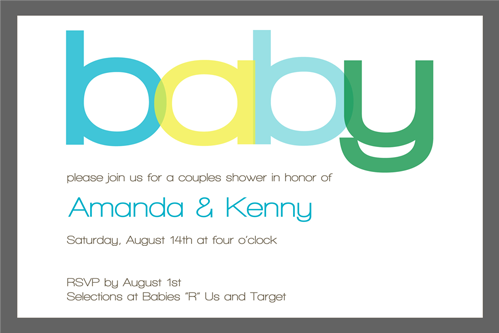 baby
please join us for a couples shower in honor of
Amanda & Kenny
Saturday, August 14th at four o'clock
RSVP by August 1st
Selections at Babies "R" Us and Target